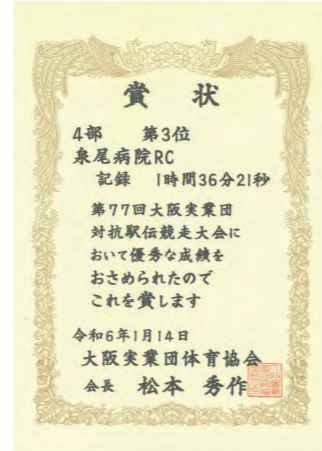 賞 状
4部 第3位
泉尾病院RC
記録 1時間36分21秒
第77回大阪実業団
対抗駅伝競走大会に
おいて優秀な成績を
おさめられたので
これを賞します
令和6年1月14日
大阪実業団体育協会
会長 松本 秀作